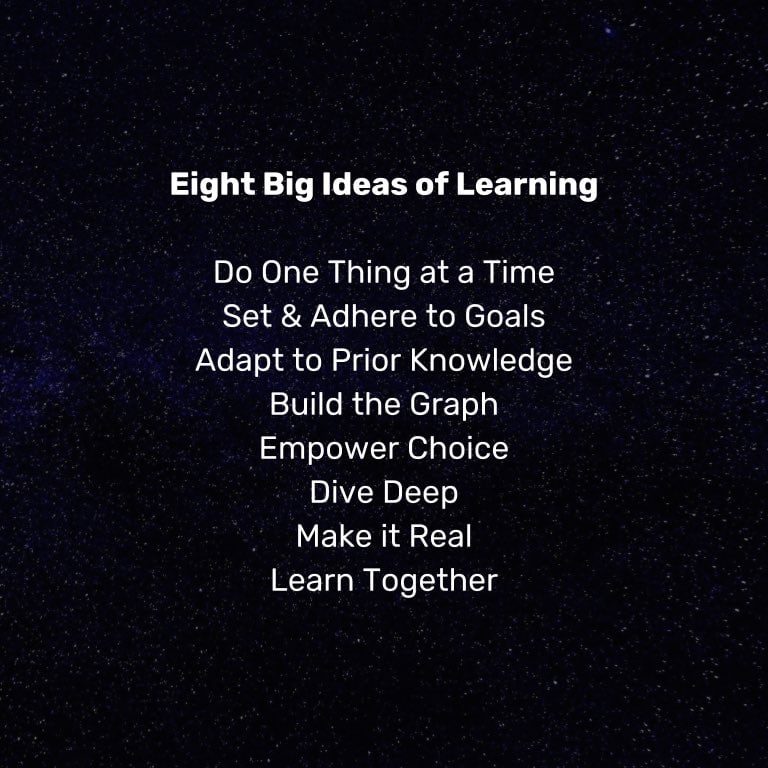 Eight Big Ideas of Learning
Do One Thing at a Time
Set & Adhere to Goals
Adapt to Prior Knowledge
Build the Graph
Empower Choice
Dive Deep
Make it Real
Learn Together